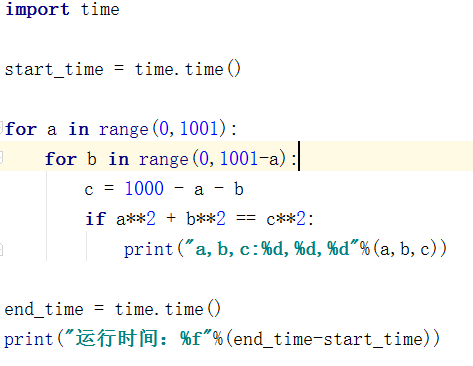 import time
start_time = time.time()
for a in range(0,1001):
for b in range(0,1001-a):
c = 1000 - a - b
if a**2 + b**2 == c**2:
print("a,b,c:%d,%d,%d"%(a,b,c))
end_time = time.time()
print("运行时间：%f"%(end_time-start_time))